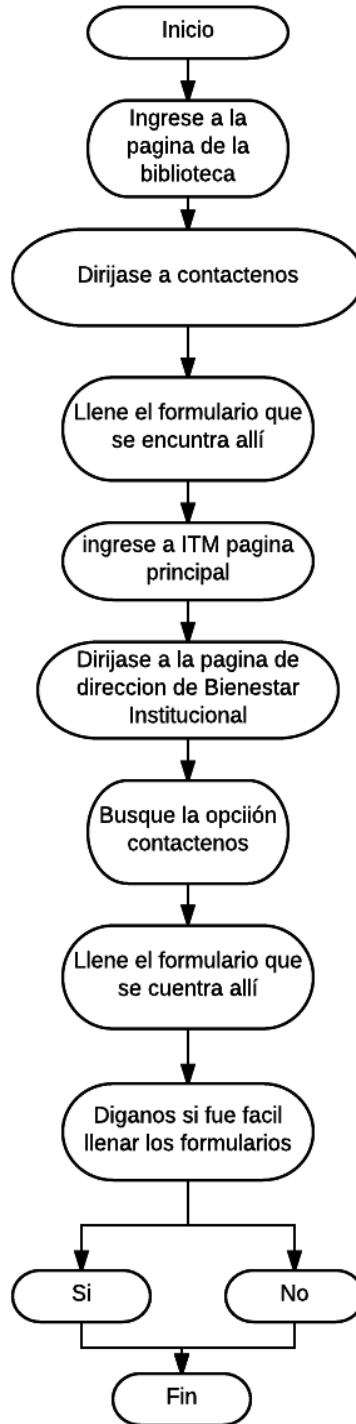 Inicio
Ingrese a la
pagina de la
biblioteca
Dirijase a contactenos
Llene el formulario que
se encuntra allí
ingrese a ITM pagina
principal
Dirijase a la pagina de
direccion de Bienestar
Institucional
Busque la opciión
contactenos
Llene el formulario que
se cuentra allí
Diganos si fue facil
llenar los formularios
Si
No
Fin